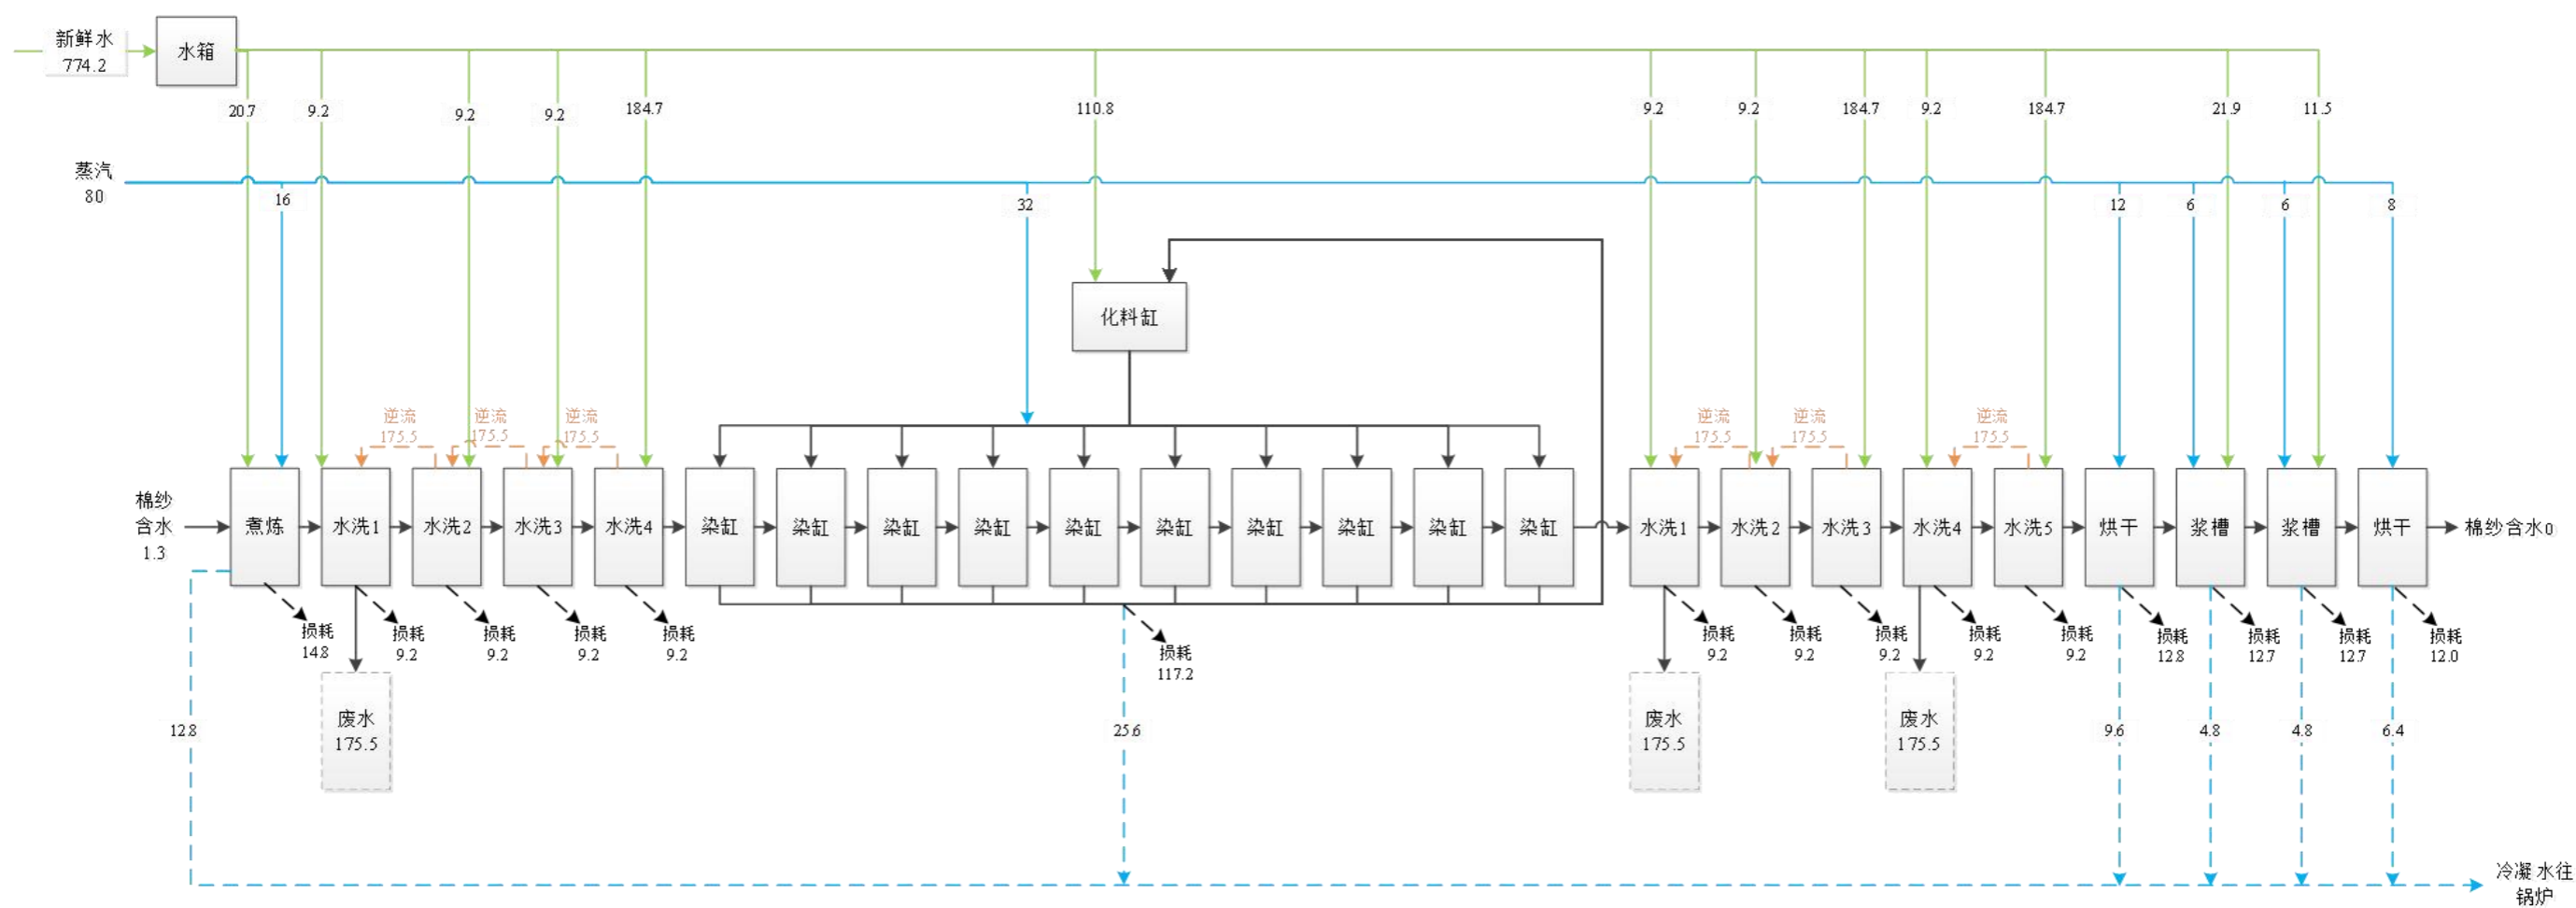 新鲜水
774.2
水箱
20.7
9.2
9.2
9.2
184.7
110.8
9.2
9.2
184.7
9.2
184.7
21.9
11.5
蒸汽
80
16
32
12
6
6
8
化料缸
逆流
175.5
逆流
175.5
逆流
175.5
逆流
175.5
逆流
175.5
逆流
175.5
棉纱
含水
1.3
煮炼
水洗1
水洗2
水洗3
水洗4
染缸
染缸
染缸
染缸
染缸
染缸
染缸
染缸
染缸
染缸
水洗1
水洗2
水洗3
水洗4
水洗5
烘干
浆槽
浆槽
烘干
棉纱含水0
损耗
14.8
损耗
9.2
损耗
9.2
损耗
9.2
损耗
9.2
损耗
117.2
损耗
9.2
损耗
9.2
损耗
9.2
损耗
9.2
损耗
9.2
损耗
12.8
损耗
12.7
损耗
12.7
损耗
12.0
废水
175.5
废水
175.5
废水
175.5
12.8
25.6
9.6
4.8
4.8
6.4
冷凝 水往
锅炉